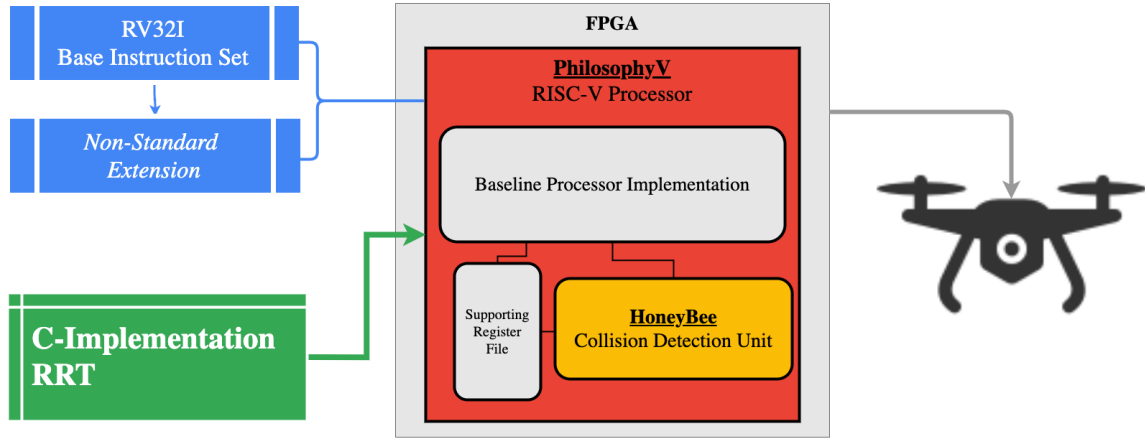 RV32I
Base Instruction Set
Non-Standard
Extension
C-Implementation
RRT
FPGA
PhilosophyV
RISC-V Processor
Baseline Processor Implementation
Supporting
Register
File
HoneyBee
Collision Detection Unit